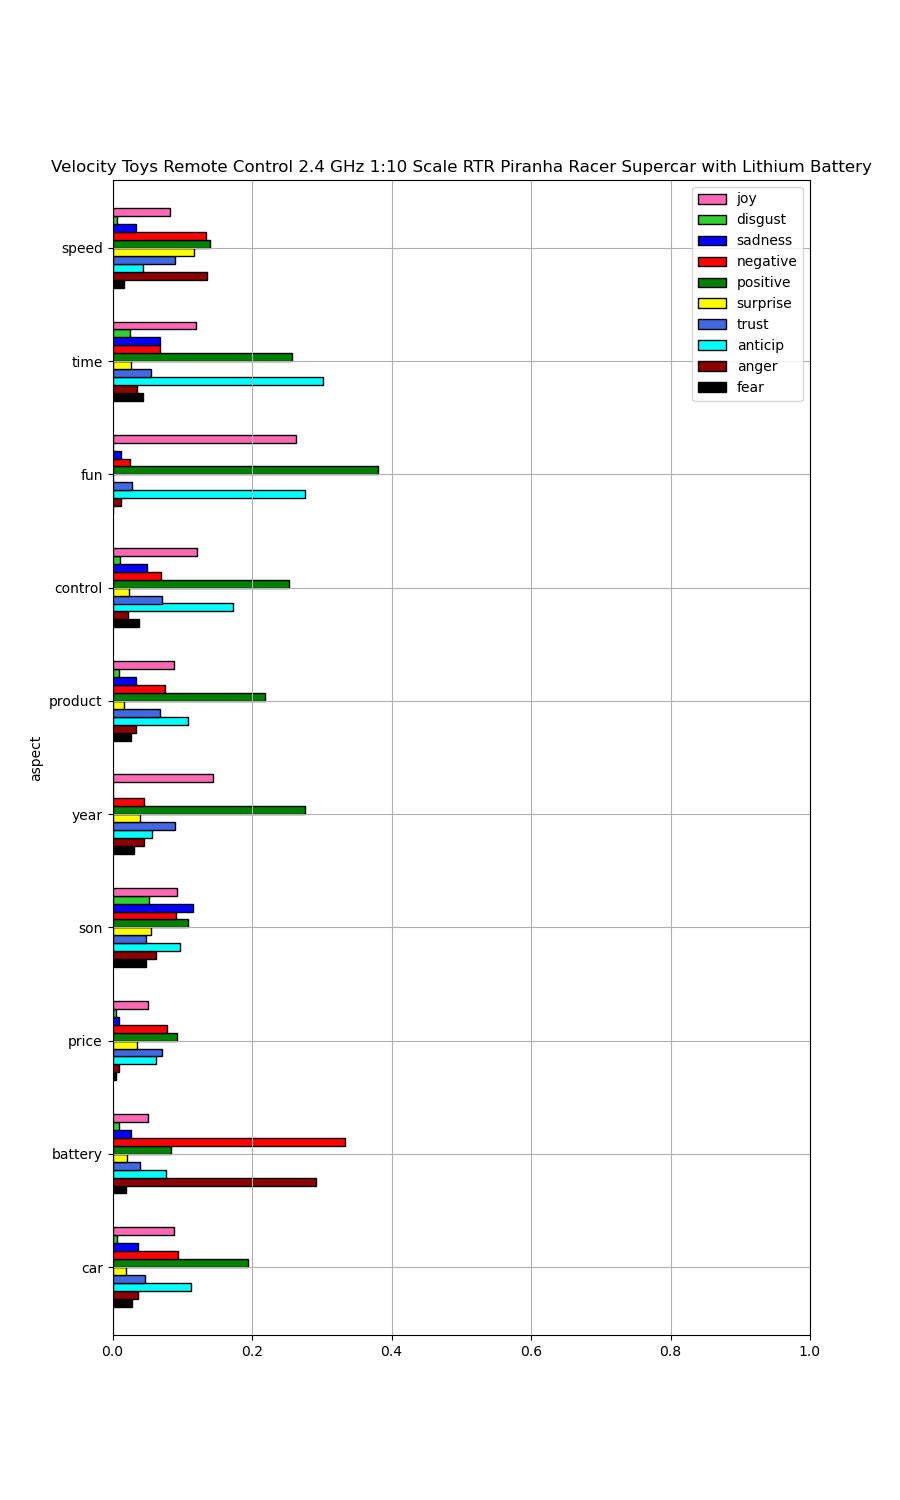 Velocity Toys Remote Control 2.4 GHz 1:10 Scale RTR Piranha Racer Supercar with Lithium Battery
joy
disgust
sadness
negative
positive
surprise
trust
anticip
anger
fear
speed
time
fun
control
product
year
son
price
battery
car
aspect
0.0 0.2 0.4 0.6 0.8 1.0